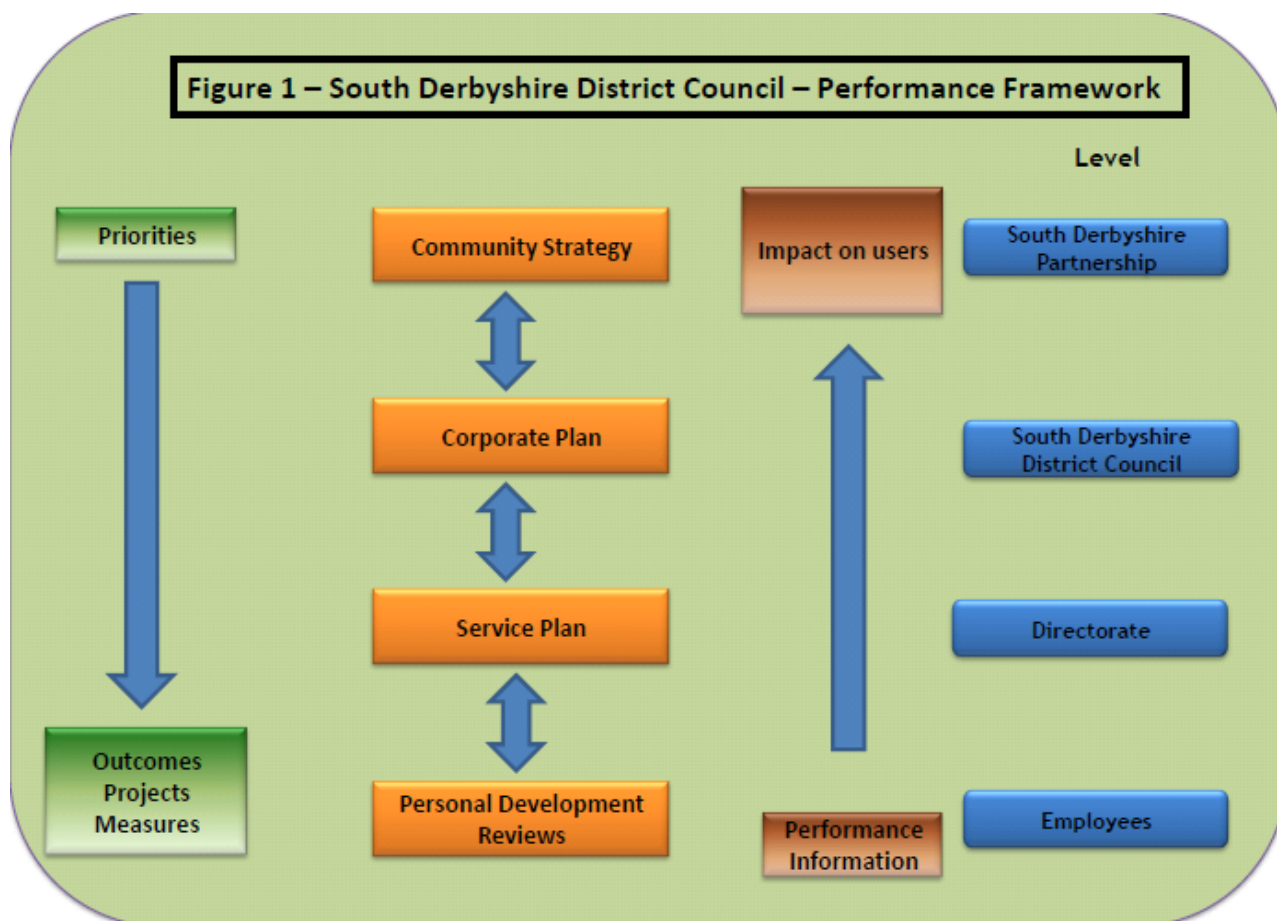 Figure 1 – South Derbyshire District Council – Performance Framework
Level
Priorities
Community Strategy
Impact on users
South Derbyshire
Partnership
Corporate Plan
South Derbyshire
District Council
Service Plan
Directorate
Outcomes
Projects
Measures
Personal Development
Reviews
Performance
Information
Employees